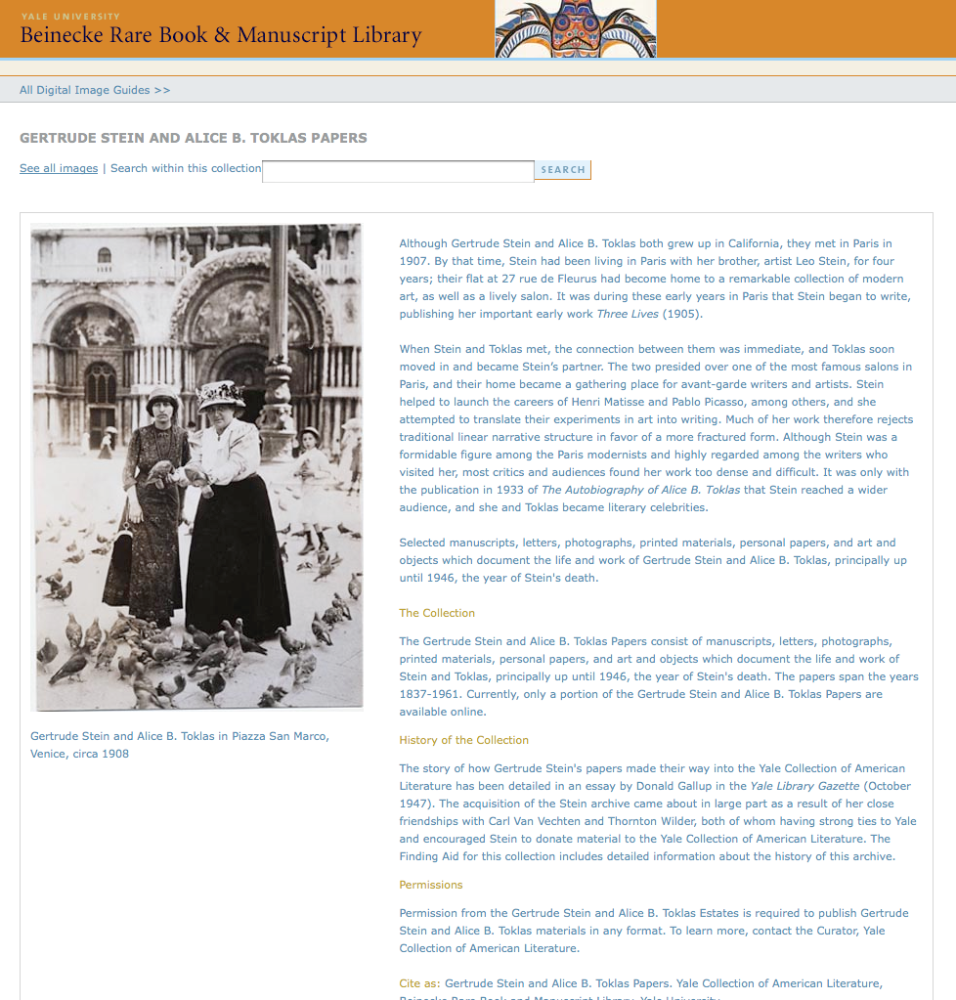 YALE UNIVERSITY
Beinecke Rare Book & Manuscript Library
All Digital Image Guides >>
GERTRUDE STEIN AND ALICE B. TOKLAS PAPERS
See all images | Search within this collection SEARCH
Although Gertrude Stein and Alice B. Toklas both grew up in California, they met in Paris in
1907. By that time, Stein had been living in Paris with her brother, artist Leo Stein, for four
years; their flat at 27 rue de Fleurus had become home to a remarkable collection of modern
art, as well as a lively salon. It was during these early years in Paris that Stein began to write,
publishing her important early work Three Lives (1905).
When Stein and Toklas met, the connection between them was immediate, and Toklas soon
moved in and became Stein’s partner. The two presided over one of the most famous salons in
Paris, and their home became a gathering place for avant-garde writers and artists. Stein
helped to launch the careers of Henri Matisse and Pablo Picasso, among others, and she
attempted to translate their experiments in art into writing. Much of her work therefore rejects
traditional linear narrative structure in favor of a more fractured form. Although Stein was a
formidable figure among the Paris modernists and highly regarded among the writers who
visited her, most critics and audiences found her work too dense and difficult. It was only with
the publication in 1933 of The Autobiography of Alice B. Toklas that Stein reached a wider
audience, and she and Toklas became literary celebrities.
Selected manuscripts, letters, photographs, printed materials, personal papers, and art and
objects which document the life and work of Gertrude Stein and Alice B. Toklas, principally up
until 1946, the year of Stein's death.
The Collection
The Gertrude Stein and Alice B. Toklas Papers consist of manuscripts, letters, photographs,
printed materials, personal papers, and art and objects which document the life and work of
Stein and Toklas, principally up until 1946, the year of Stein's death. The papers span the years
1837-1961. Currently, only a portion of the Gertrude Stein and Alice B. Toklas Papers are
available online.
History of the Collection
The story of how Gertrude Stein's papers made their way into the Yale Collection of American
Literature has been detailed in an essay by Donald Gallup in the Yale Library Gazette (October
1947). The acquisition of the Stein archive came about in large part as a result of her close
friendships with Carl Van Vechten and Thornton Wilder, both of whom having strong ties to Yale
and encouraged Stein to donate material to the Yale Collection of American Literature. The
Finding Aid for this collection includes detailed information about the history of this archive.
Permissions
Permission from the Gertrude Stein and Alice B. Toklas Estates is required to publish Gertrude
Stein and Alice B. Toklas materials in any format. To learn more, contact the Curator, Yale
Collection of American Literature.
Cite as: Gertrude Stein and Alice B. Toklas Papers. Yale Collection of American Literature,
Beinecke Rare Book and Manuscript Library, Yale University.
Gertrude Stein and Alice B. Toklas in Piazza San Marco,
Venice, circa 1908